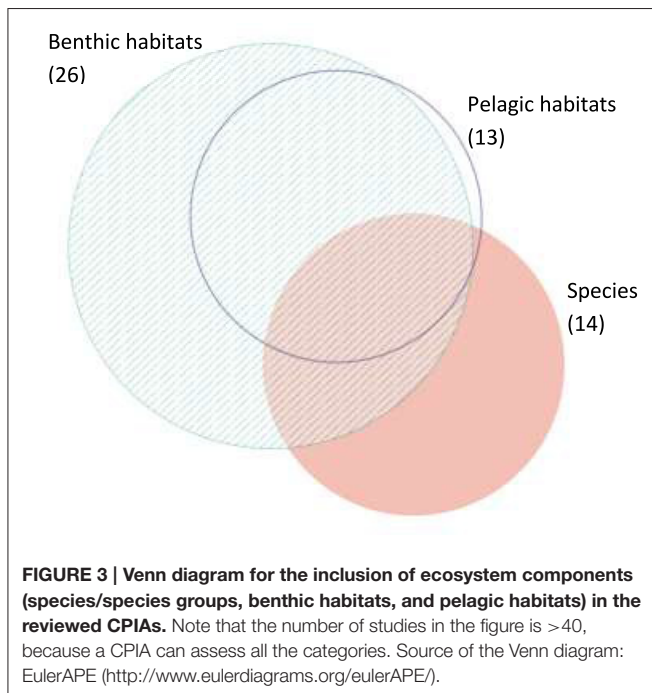 Benthic habitats
(26)
Pelagic habitats
(13)
Species
(14)
FIGURE 3 | Venn diagram for the inclusion of ecosystem components
(species/species groups, benthic habitats, and pelagic habitats) in the
reviewed CPIAs. Note that the number of studies in the figure is >40,
because a CPIA can assess all the categories. Source of the Venn diagram:
EulerAPE (http://www.eulerdiagrams.org/eulerAPE/).